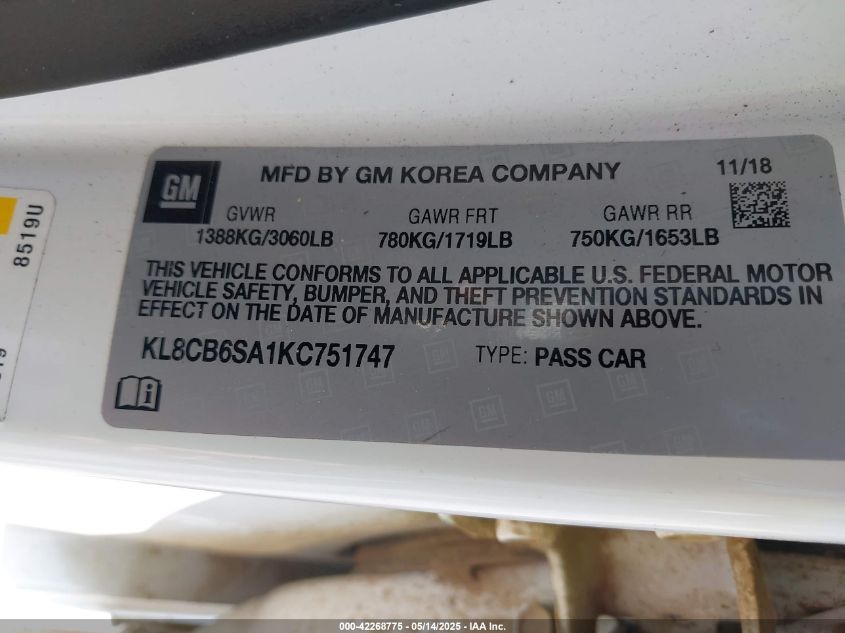 MFD BY GM KOREA COMPANY
11/18
GM
GVWR
GAWR FRT
GAWR RR
1388KG/3060LB
780KG/1719LB
750KG/1653LB
THIS VEHICLE CONFORMS TO ALL APPLICABLE U.S. FEDERAL MOTOR
VEHICLE SAFETY, BUMPER, AND THEFT PREVENTION STANDARDS IN
EFFECT ON THE DATE OF MANUFACTURE SHOWN ABOVE.
KL8CB6SA1KC751747
TYPE: PASS CAR
8519U
000-42268775 - 05/14/2025 - IAA Inc.